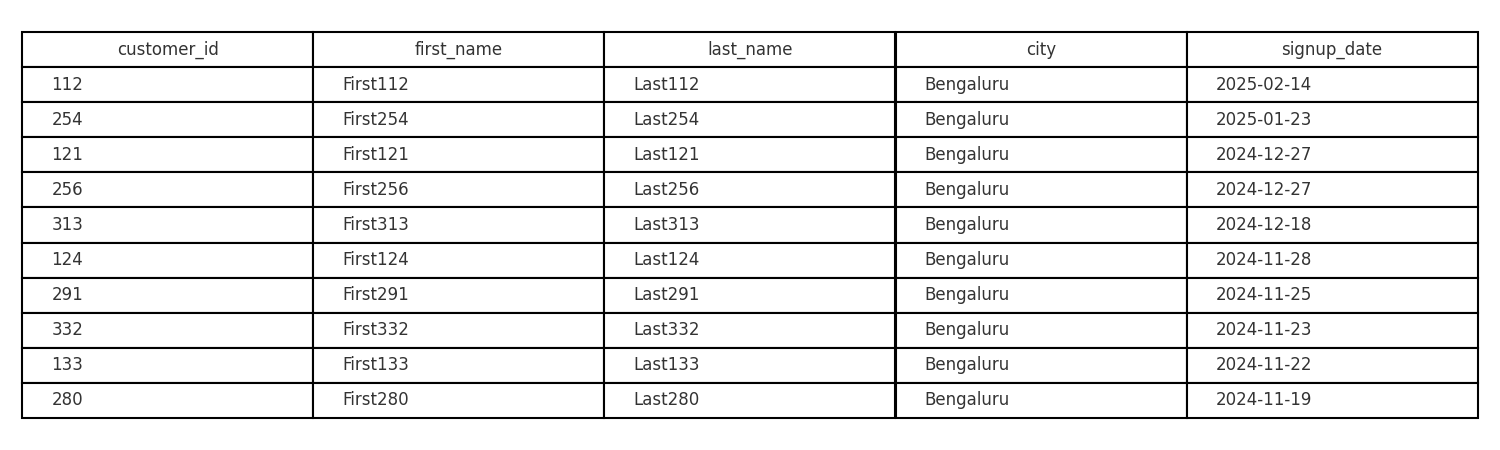 customer_id first_name last_name city signup_date
112 First112 Last112 Bengaluru 2025-02-14
254 First254 Last254 Bengaluru 2025-01-23
121 First121 Last121 Bengaluru 2024-12-27
256 First256 Last256 Bengaluru 2024-12-27
313 First313 Last313 Bengaluru 2024-12-18
124 First124 Last124 Bengaluru 2024-11-28
291 First291 Last291 Bengaluru 2024-11-25
332 First332 Last332 Bengaluru 2024-11-23
133 First133 Last133 Bengaluru 2024-11-22
280 First280 Last280 Bengaluru 2024-11-19